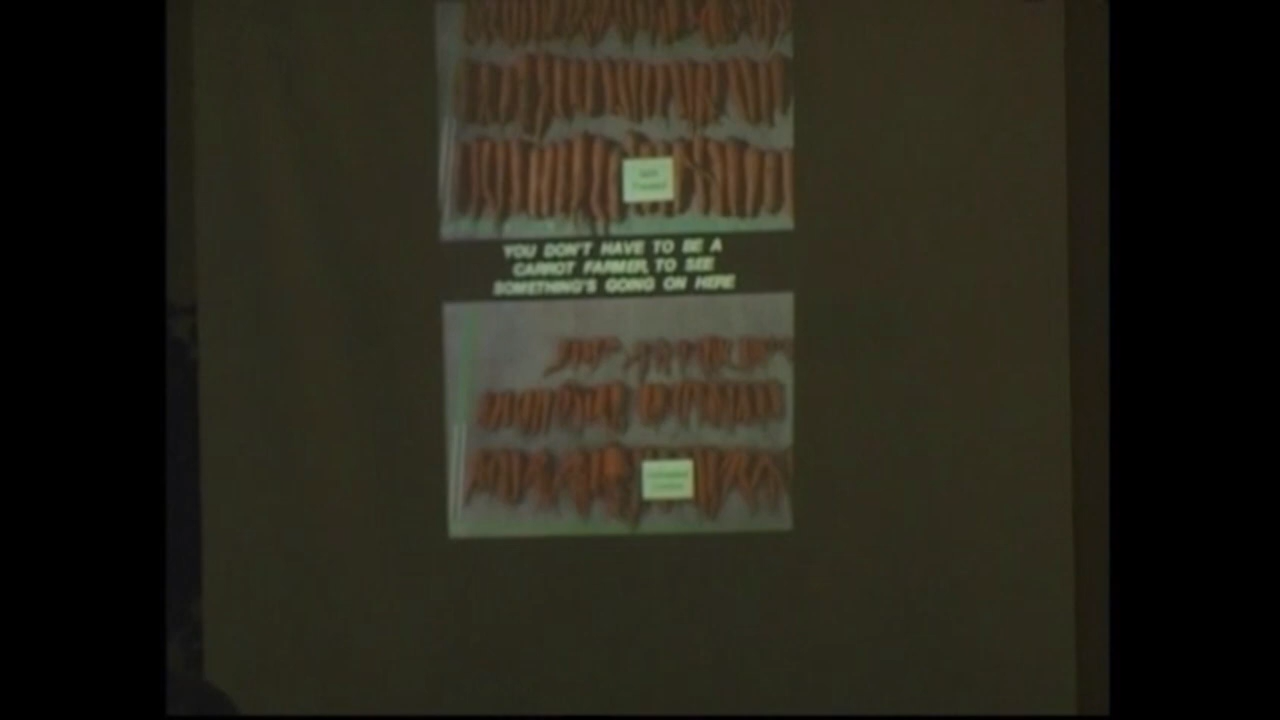 YOU DON'T HAVE TO BE A
CARROT FARMER, TO SEE
SOMETHING'S GOING ON HERE